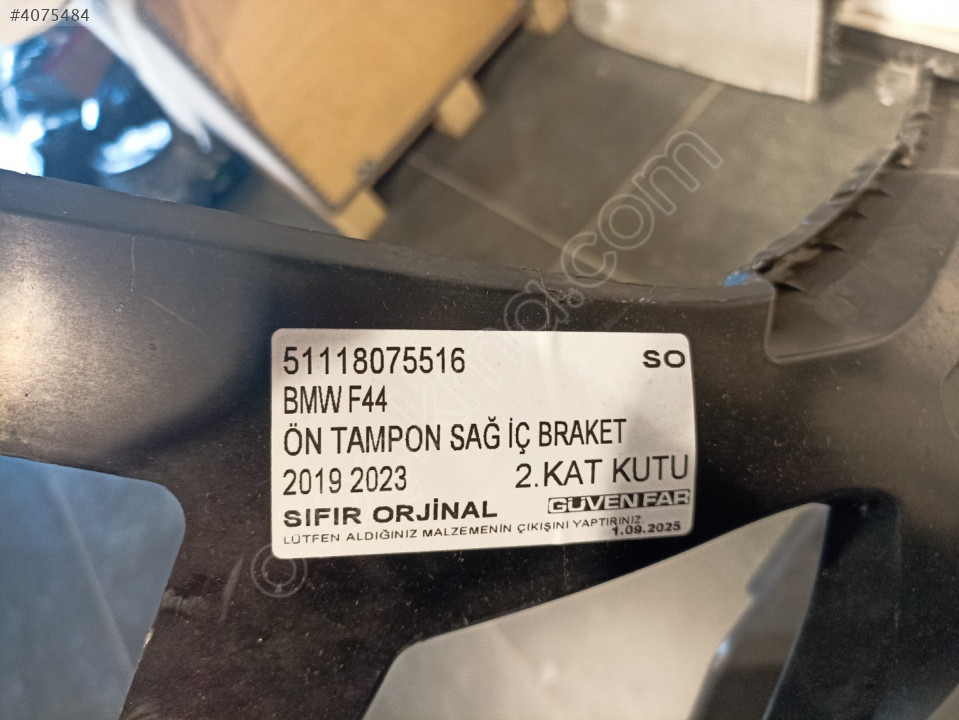 #4075484
51118075516 SO
BMW F44
ÖN TAMPON SAĞ İÇ BRAKET
2019 2023 2.KAT KUTU
SIFIR ORJİNAL GÜVEN FAR
LÜTFEN ALDIĞINIZ MALZEMENİN ÇIKIŞINI YAPTIRINIZ
1.09.2025